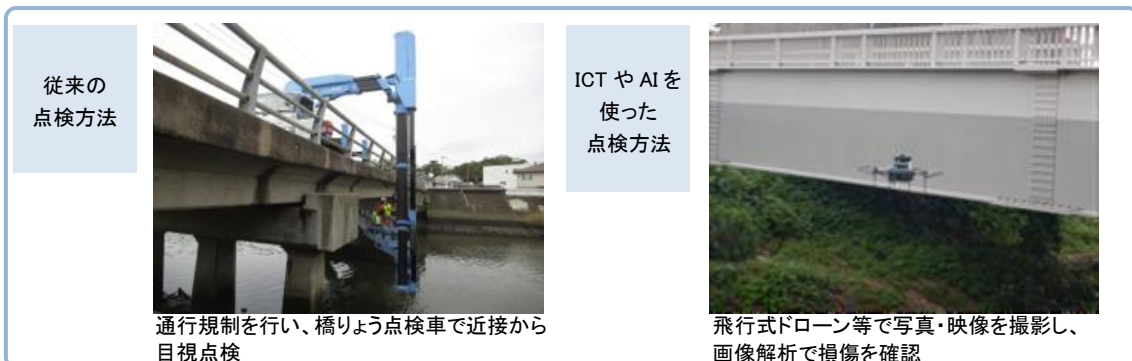 従来の
点検方法
通行規制を行い、橋りょう点検車で近接から
目視点検
ICT や AI を
使った
点検方法
飛行式ドローン等で写真・映像を撮影し、
画像解析で損傷を確認